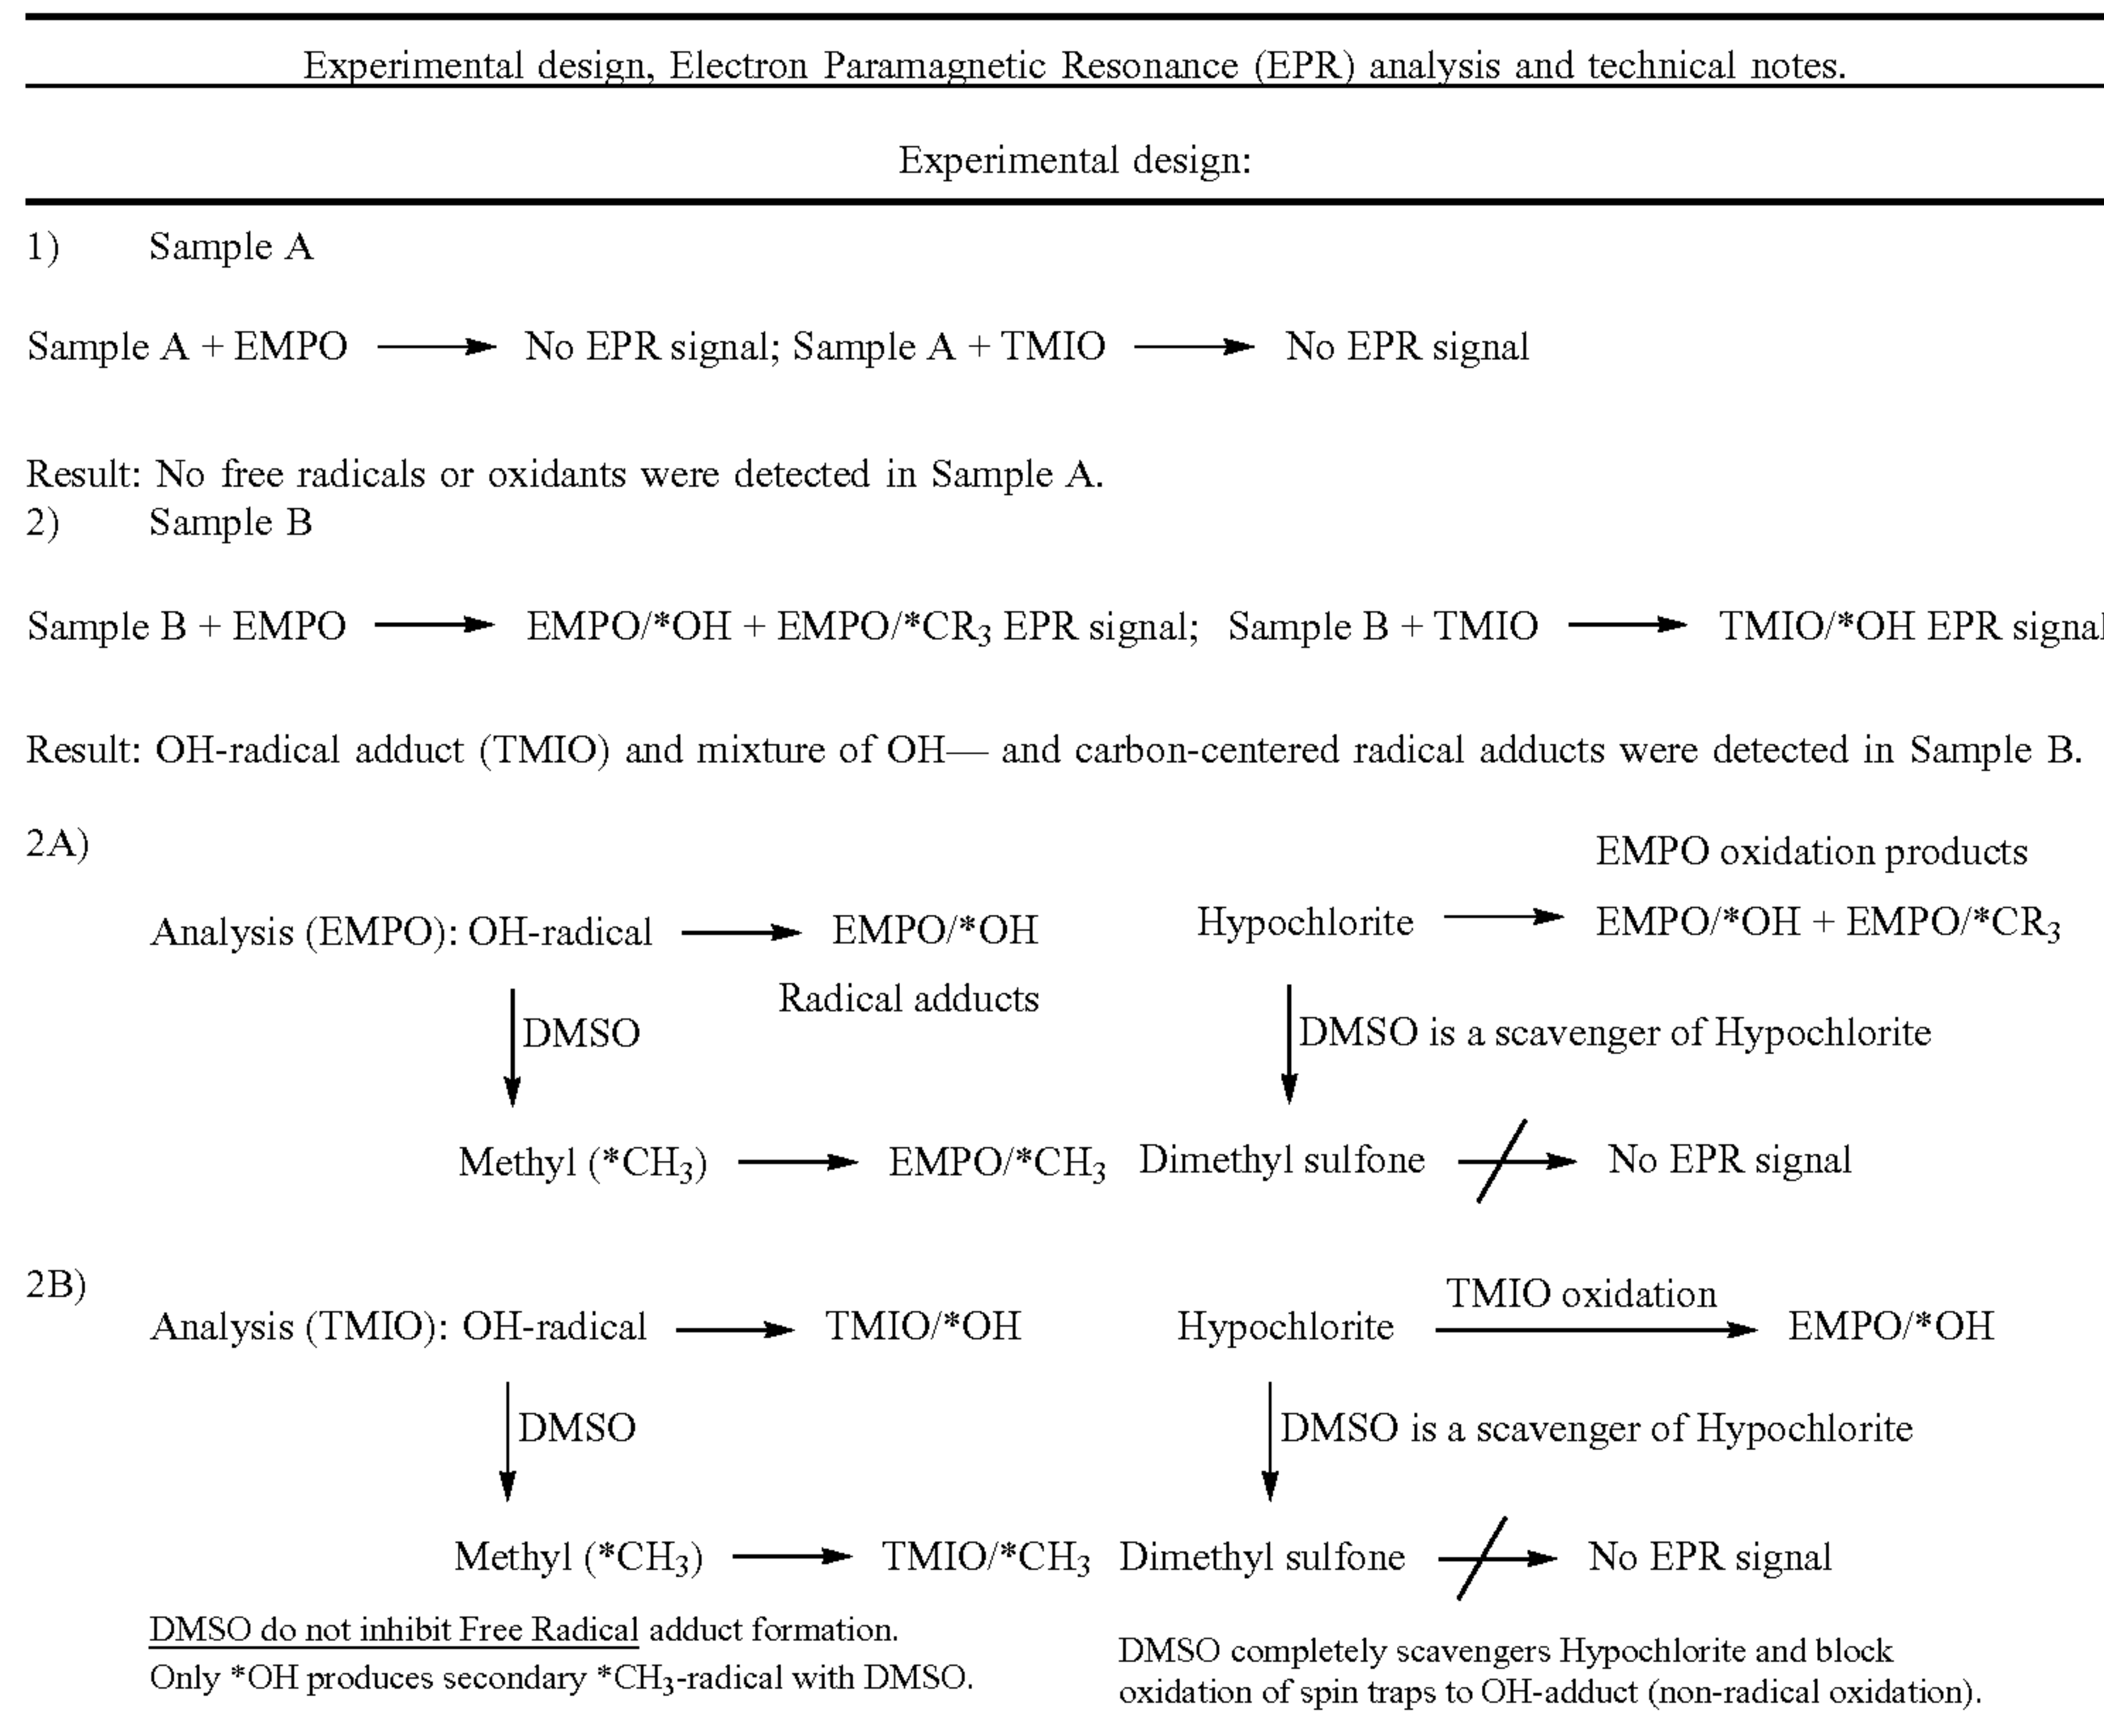 Experimental design, Electron Paramagnetic Resonance (EPR) analysis and technical notes.
Experimental design:
1) Sample A
Sample A + EMPO ⟶ No EPR signal; Sample A + TMIO ⟶ No EPR signal
Result: No free radicals or oxidants were detected in Sample A.
2) Sample B
Sample B + EMPO ⟶ EMPO/*OH + EMPO/*CR3 EPR signal; Sample B + TMIO ⟶ TMIO/*OH EPR signal
Result: OH-radical adduct (TMIO) and mixture of OH— and carbon-centered radical adducts were detected in Sample B.
2A)
EMPO oxidation products
Analysis (EMPO): OH-radical ⟶ EMPO/*OH
Hypochlorite ⟶ EMPO/*OH + EMPO/*CR3
Radical adducts
DMSO
DMSO is a scavenger of Hypochlorite
Methyl (*CH3) ⟶ EMPO/*CH3
Dimethyl sulfone ⟶ No EPR signal
2B)
TMIO oxidation
Analysis (TMIO): OH-radical ⟶ TMIO/*OH
Hypochlorite ⟶ EMPO/*OH
DMSO
DMSO is a scavenger of Hypochlorite
Methyl (*CH3) ⟶ TMIO/*CH3
Dimethyl sulfone ⟶ No EPR signal
DMSO do not inhibit Free Radical adduct formation.
Only *OH produces secondary *CH3-radical with DMSO.
DMSO completely scavengers Hypochlorite and block
oxidation of spin traps to OH-adduct (non-radical oxidation).